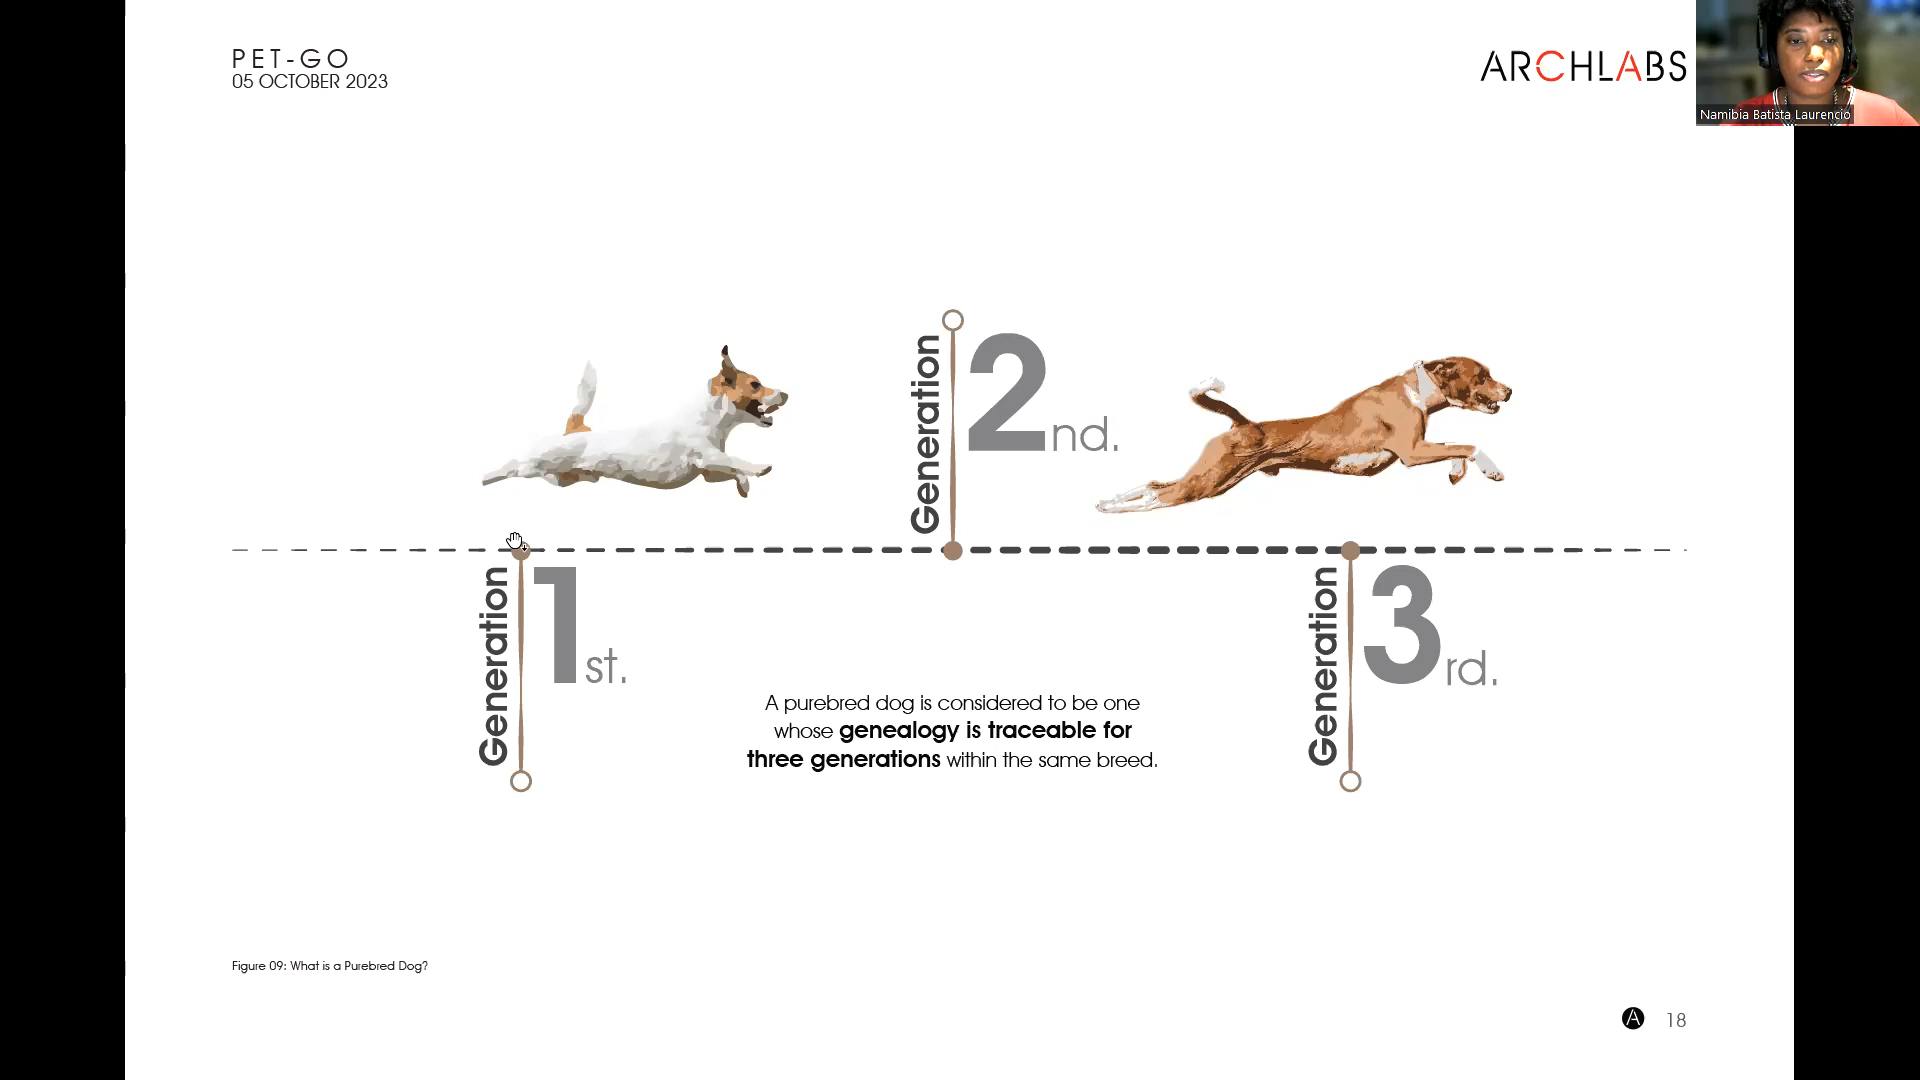 PET-GO
05 OCTOBER 2023
ARCHLABS
Namibia Batista Laurencio
Generation
2nd.
Generation
1st.
Generation
3rd.
A purebred dog is considered to be one
whose genealogy is traceable for
three generations within the same breed.
Figure 09: What is a Purebred Dog?
A
18